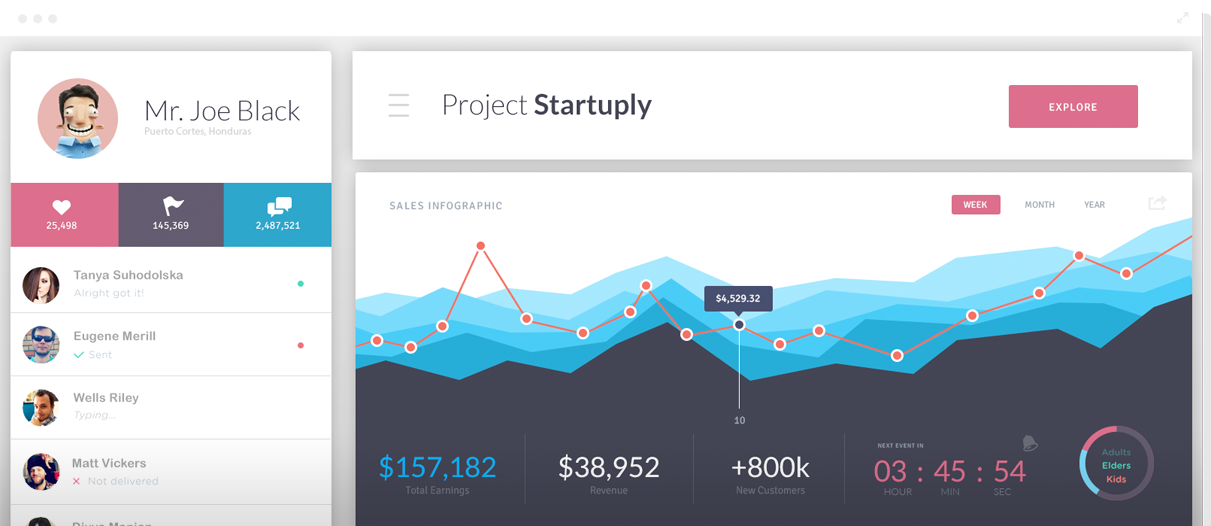 Mr. Joe Black
Puerto Cortes, Honduras
25,498
145,369
2,487,521
Tanya Suhodolska
Alright got it!
Eugene Merill
Sent
Wells Riley
Typing...
Matt Vickers
Not delivered
Project Startuply
EXPLORE
SALES INFOGRAPHIC
WEEK MONTH YEAR
$4,529.32
10
$157,182
Total Earnings
$38,952
Revenue
+800k
New Customers
NEXT EVENT IN
03 : 45 : 54
HOUR MIN SEC
Adults
Elders
Kids